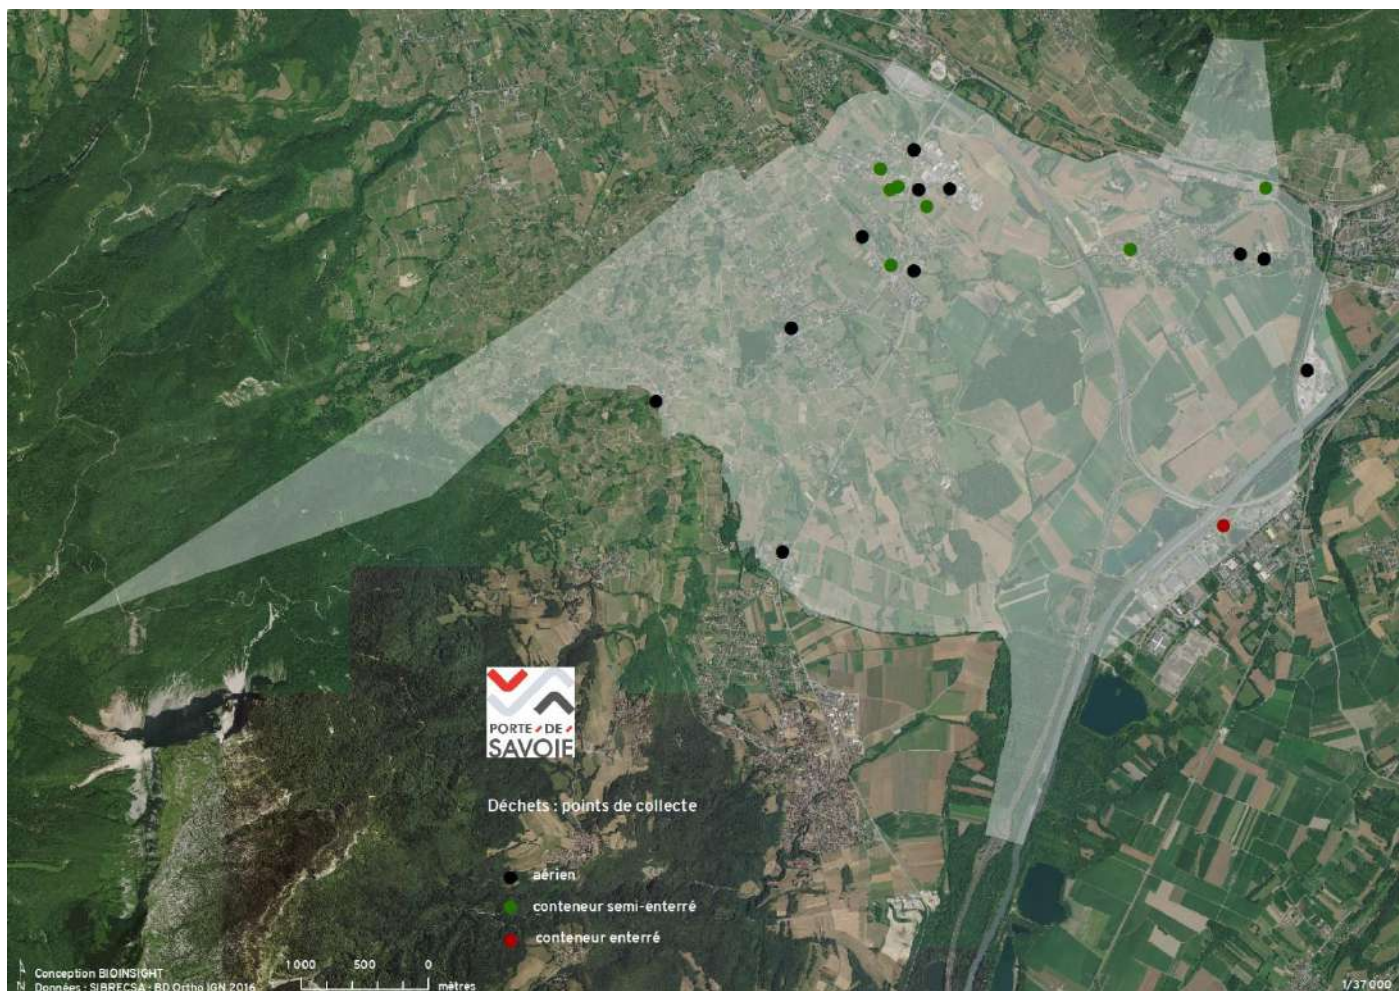 PORTE DE
SAVOIE
Déchets : points de collecte
aérien
conteneur semi-enterré
conteneur enterré
N
Conception BIOINSIGHT
Données - SIBRECSA - BD Ortho IGN 2016
1 000 500 0
mètres
1/37 000